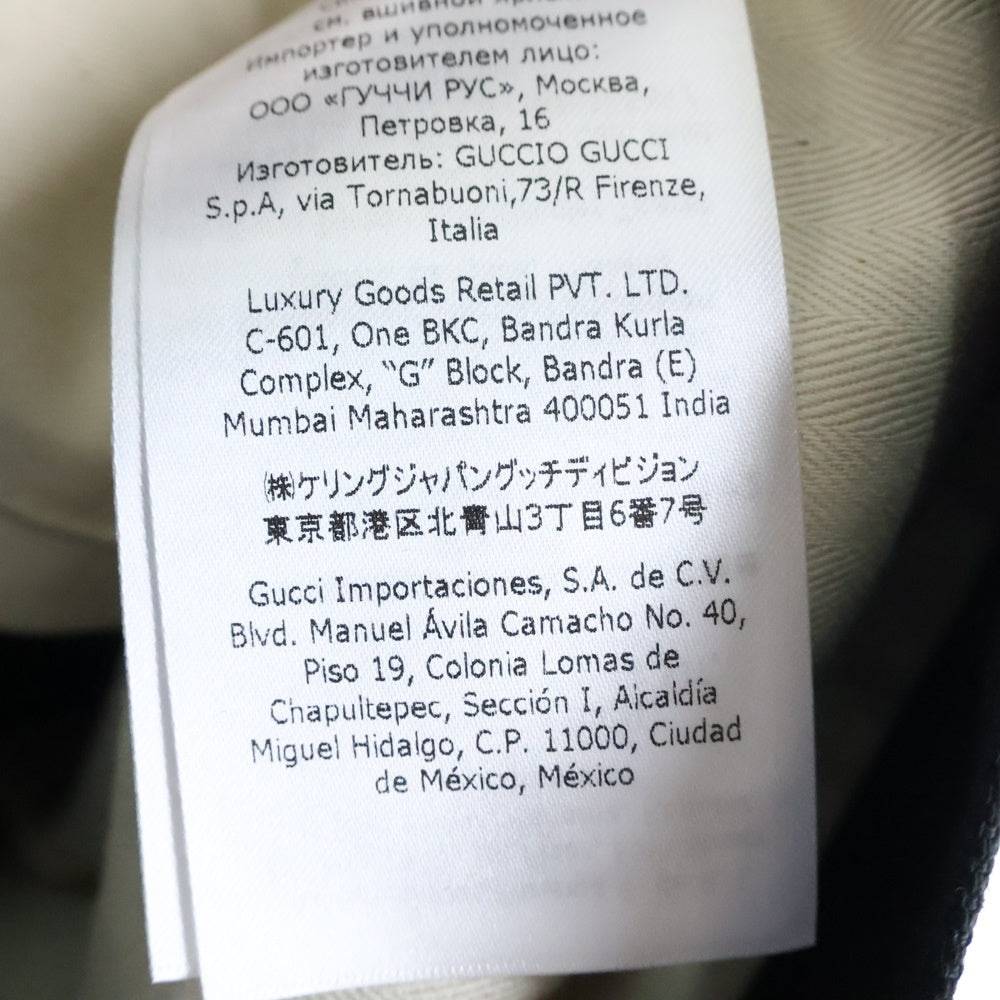 см. вшивной
Импортер и уполномоченное
изготовителем лицо:
ООО «ГУЧЧИ РУС», Москва,
Петровка, 16
Изготовитель: GUCCIO GUCCI
S.p.A, via Tornabuoni,73/R Firenze,
Italia
Luxury Goods Retail PVT. LTD.
C-601, One BKC, Bandra Kurla
Complex, “G” Block, Bandra (E)
Mumbai Maharashtra 400051 India
㈱ケリングジャパングッチディビジョン
東京都港区北青山3丁目6番7号
Gucci Importaciones, S.A. de C.V.
Blvd. Manuel Ávila Camacho No. 40,
Piso 19, Colonia Lomas de
Chapultepec, Sección I, Alcaldía
Miguel Hidalgo, C.P. 11000, Ciudad
de México, México